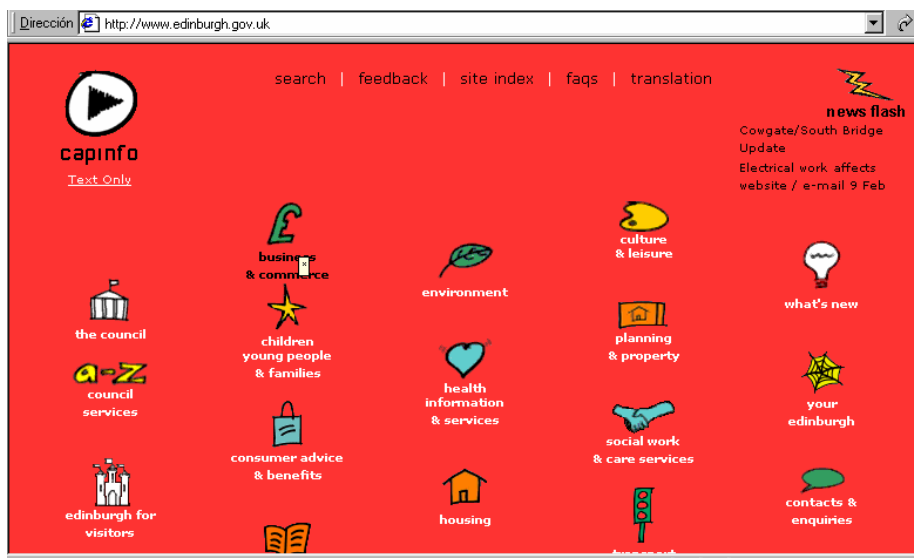 Dirección http://www.edinburgh.gov.uk
search | feedback | site index | faqs | translation
capinfo
Text Only
news flash
Cowgate/South Bridge
Update
Electrical work affects
website / e-mail 9 Feb
the council
a-z
council
services
edinburgh for
visitors
£
business
& commerce
children
young people
& families
consumer advice
& benefits
environment
health
information
& services
housing
culture
& leisure
planning
& property
social work
& care services
transport
what's new
your
edinburgh
contacts &
enquiries